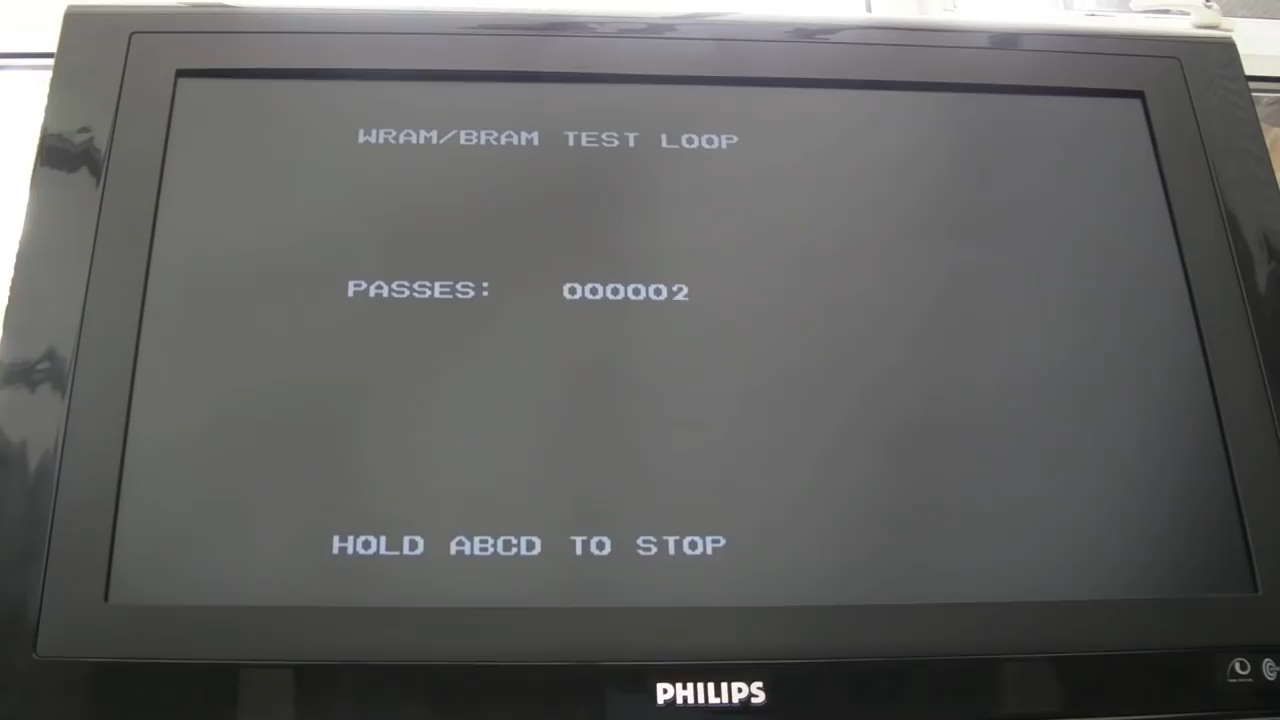 WRAM/BRAM TEST LOOP
PASSES: 000002
HOLD ABCD TO STOP
PHILIPS